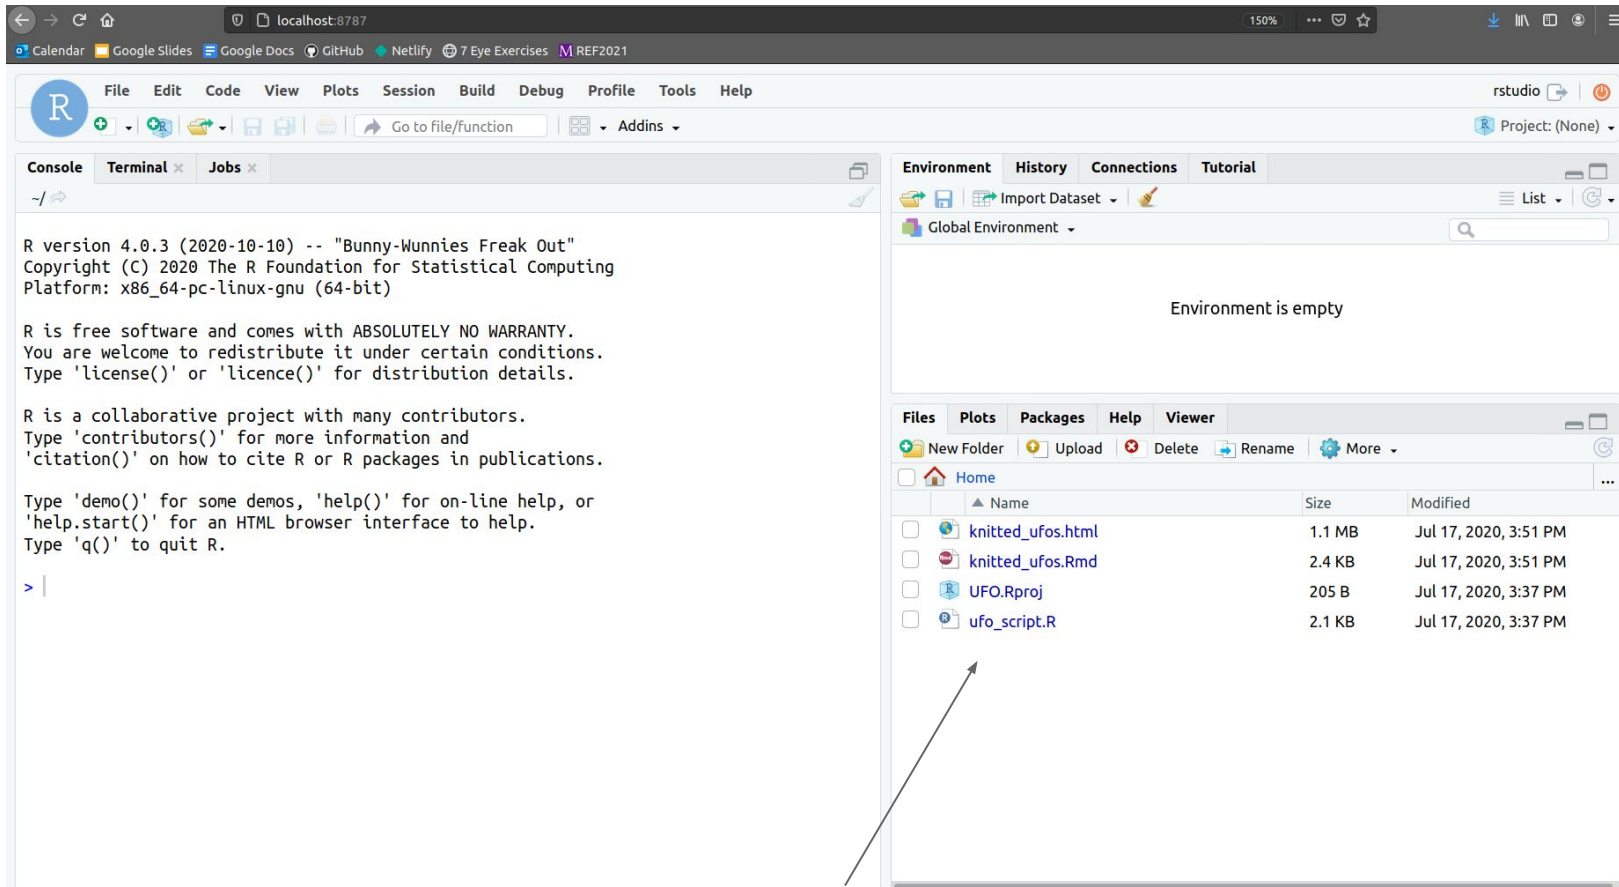 localhost:8787
150%
Calendar Google Slides Google Docs GitHub Netlify 7 Eye Exercises M REF2021
R
File Edit Code View Plots Session Build Debug Profile Tools Help
rstudio
Go to file/function
Addins
Project: (None)
Console Terminal Jobs
~/
R version 4.0.3 (2020-10-10) -- "Bunny-Wunnies Freak Out"
Copyright (C) 2020 The R Foundation for Statistical Computing
Platform: x86_64-pc-linux-gnu (64-bit)
R is free software and comes with ABSOLUTELY NO WARRANTY.
You are welcome to redistribute it under certain conditions.
Type 'license()' or 'licence()' for distribution details.
R is a collaborative project with many contributors.
Type 'contributors()' for more information and
'citation()' on how to cite R or R packages in publications.
Type 'demo()' for some demos, 'help()' for on-line help, or
'help.start()' for an HTML browser interface to help.
Type 'q()' to quit R.
>
Environment History Connections Tutorial
Import Dataset
List
Global Environment
Environment is empty
Files Plots Packages Help Viewer
New Folder Upload Delete Rename More
Home
...
Name Size Modified
knitted_ufos.html 1.1 MB Jul 17, 2020, 3:51 PM
knitted_ufos.Rmd 2.4 KB Jul 17, 2020, 3:51 PM
UFO.Rproj 205 B Jul 17, 2020, 3:37 PM
ufo_script.R 2.1 KB Jul 17, 2020, 3:37 PM